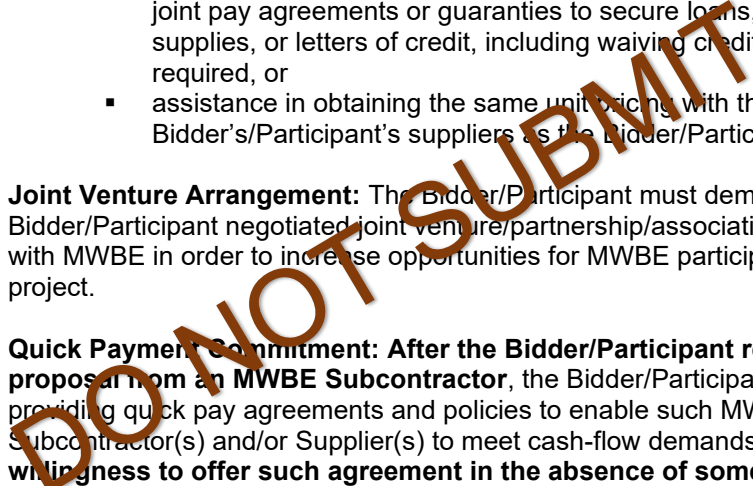 joint pay agreements or guaranties to secure loans,
supplies, or letters of credit, including waiving credit
required, or
▪ assistance in obtaining the same unit pricing with th
Bidder's/Participant's suppliers as the Bidder/Partic
Joint Venture Arrangement: The Bidder/Participant must dem
Bidder/Participant negotiated joint venture/partnership/associati
with MWBE in order to increase opportunities for MWBE particip
project.
Quick Payment Commitment: After the Bidder/Participant re
proposal from an MWBE Subcontractor, the Bidder/Participa
providing quick pay agreements and policies to enable such MW
Subcontractor(s) and/or Supplier(s) to meet cash-flow demands
willingness to offer such agreement in the absence of some
DO NOT SUBMIT